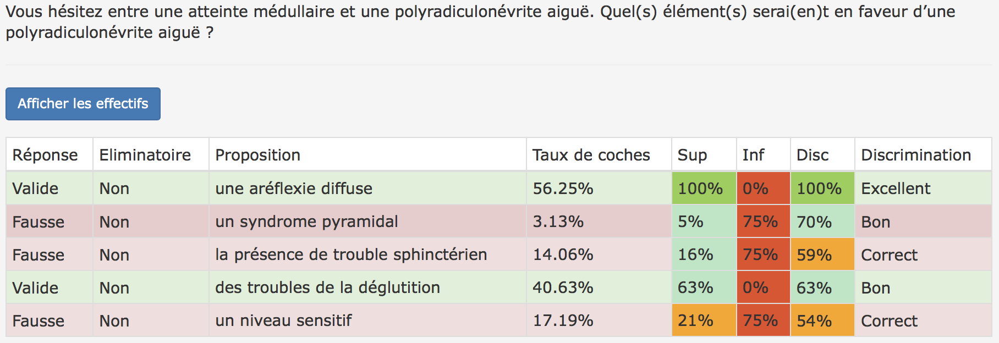 Vous hésitez entre une atteinte médullaire et une polyradiculonévrite aiguë. Quel(s) élément(s) serai(en)t en faveur d’une
polyradiculonévrite aiguë ?
Afficher les effectifs
Réponse Eliminatoire Proposition Taux de coches Sup Inf Disc Discrimination
Valide Non une aréflexie diffuse 56.25% 100% 0% 100% Excellent
Fausse Non un syndrome pyramidal 3.13% 5% 75% 70% Bon
Fausse Non la présence de trouble sphinctérien 14.06% 16% 75% 59% Correct
Valide Non des troubles de la déglutition 40.63% 63% 0% 63% Bon
Fausse Non un niveau sensitif 17.19% 21% 75% 54% Correct